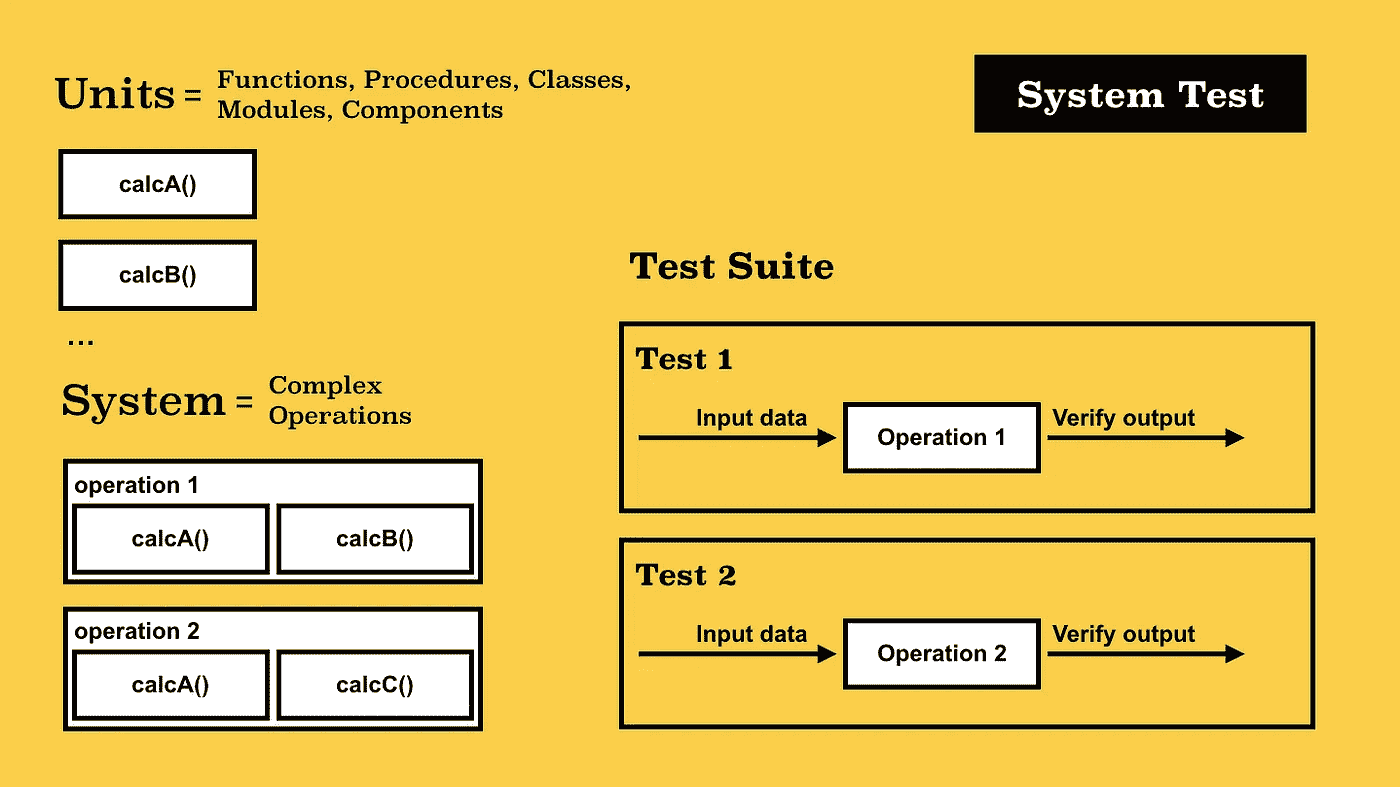 Units = Functions, Procedures, Classes,
Modules, Components
System Test
calcA()
calcB()
...
System = Complex
Operations
operation 1
calcA() calcB()
operation 2
calcA() calcC()
Test Suite
Test 1
Input data Operation 1 Verify output
Test 2
Input data Operation 2 Verify output